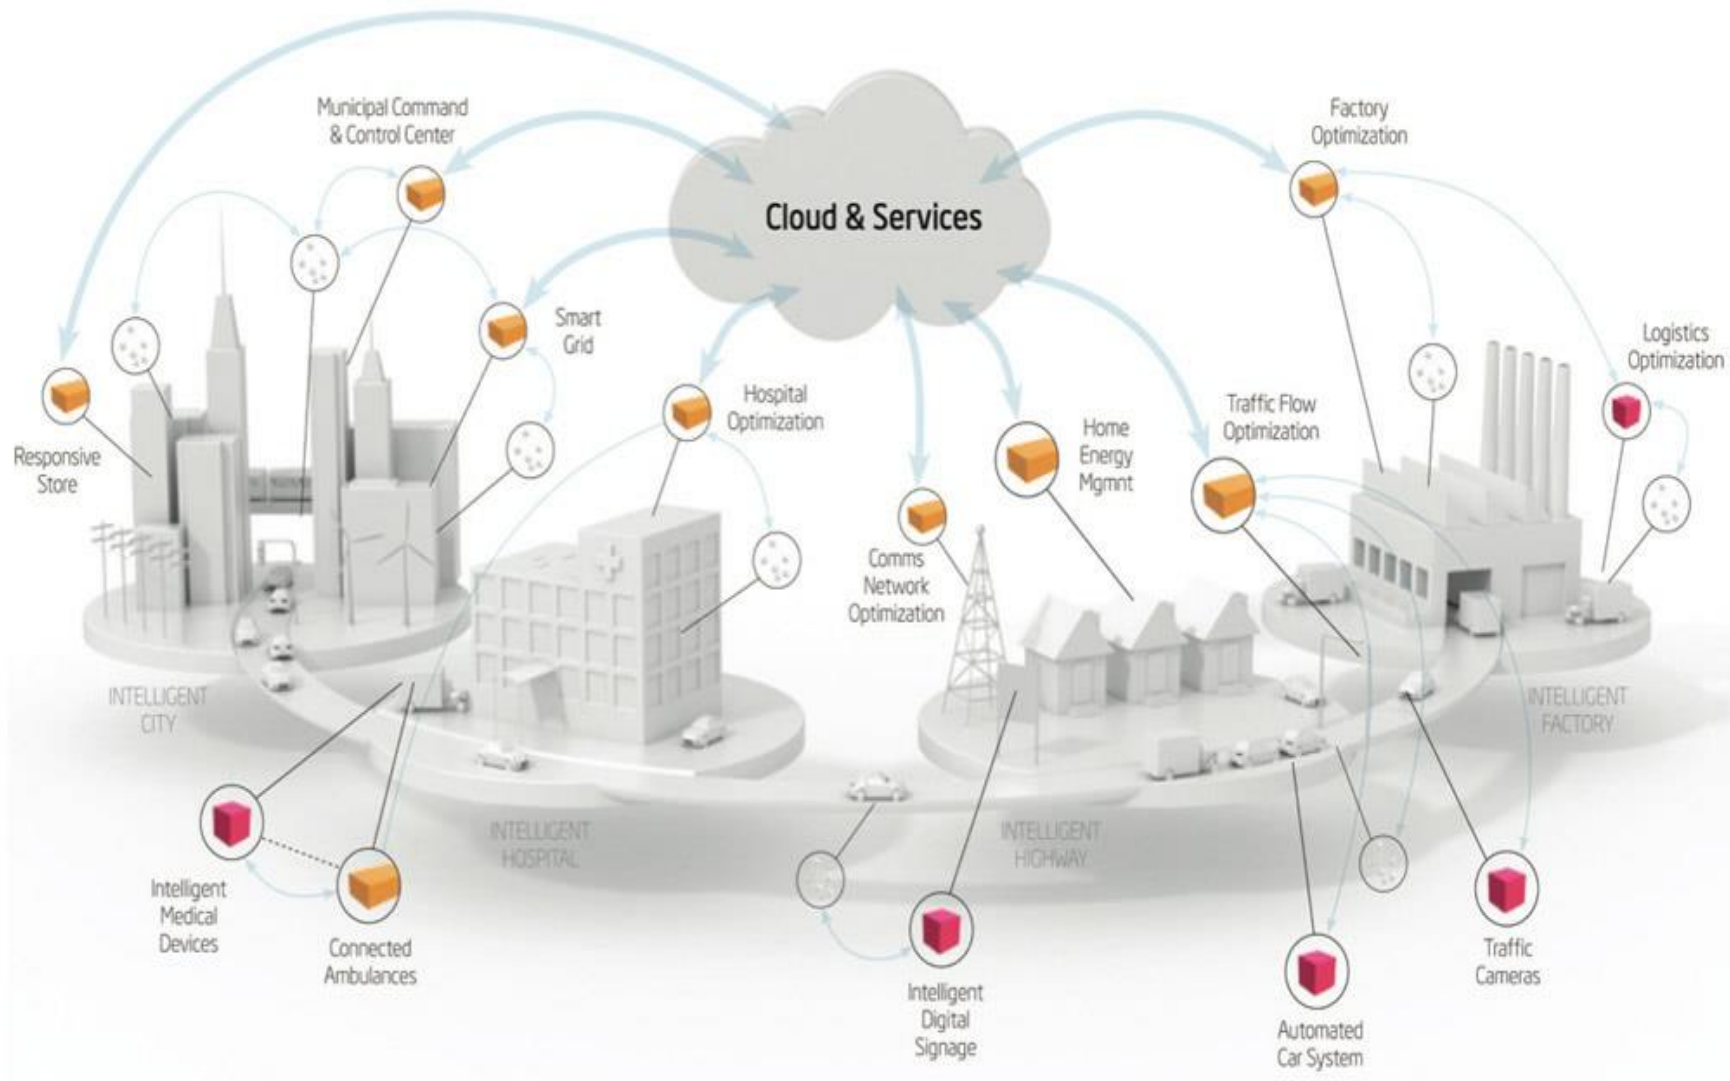 Municipal Command
& Control Center
Cloud & Services
Factory
Optimization
Smart
Grid
Logistics
Optimization
Hospital
Optimization
Traffic Flow
Optimization
Home
Energy
Mgmnt
Responsive
Store
Comms
Network
Optimization
INTELLIGENT
CITY
INTELLIGENT
FACTORY
INTELLIGENT
HOSPITAL
INTELLIGENT
HIGHWAY
Intelligent
Medical
Devices
Connected
Ambulances
Intelligent
Digital
Signage
Traffic
Cameras
Automated
Car System